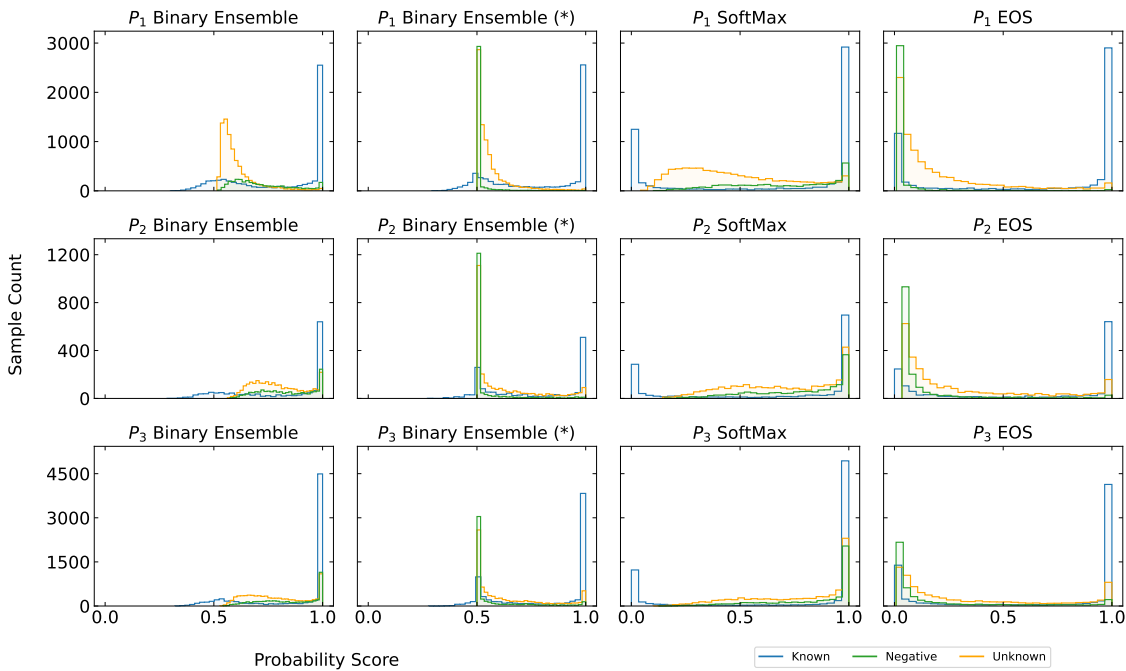 P₁ Binary Ensemble
P₁ Binary Ensemble (*)
P₁ SoftMax
P₁ EOS
3000
2000
1000
0
P₂ Binary Ensemble
P₂ Binary Ensemble (*)
P₂ SoftMax
P₂ EOS
1200
800
400
0
Sample Count
P₃ Binary Ensemble
P₃ Binary Ensemble (*)
P₃ SoftMax
P₃ EOS
4500
3000
1500
0
0.0 0.5 1.0 0.0 0.5 1.0 0.0 0.5 1.0 0.0 0.5 1.0
Probability Score
Known Negative Unknown